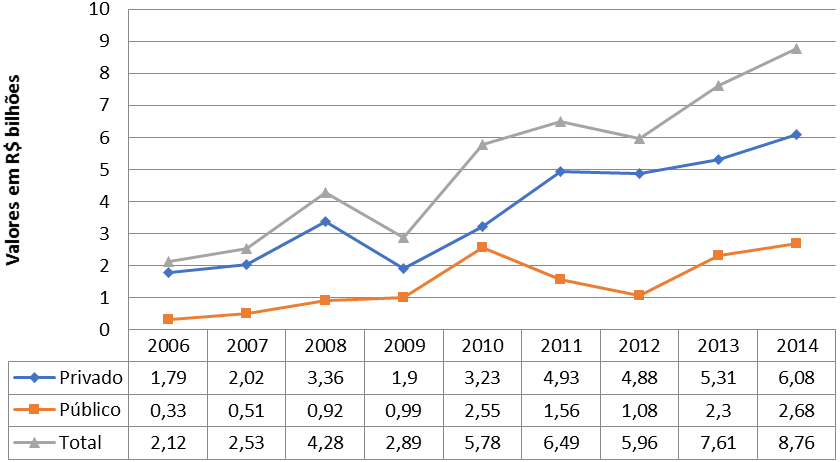 Valores em R$ bilhões
10
9
8
7
6
5
4
3
2
1
0
2006 2007 2008 2009 2010 2011 2012 2013 2014
Privado 1,79 2,02 3,36 1,9 3,23 4,93 4,88 5,31 6,08
Público 0,33 0,51 0,92 0,99 2,55 1,56 1,08 2,3 2,68
Total 2,12 2,53 4,28 2,89 5,78 6,49 5,96 7,61 8,76